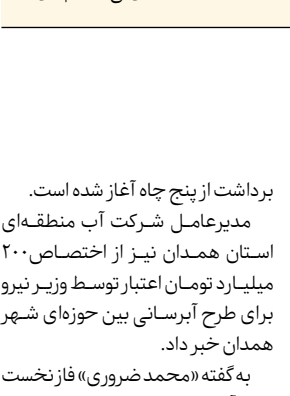 برداشت از پنج چاه آغاز شده است.
مدیرعامل شرکت آب منطقه‌ای
استان همدان نیز از اختصاص ۲۰۰
میلیارد تومان اعتبار توسط وزیر نیرو
برای طرح آبرسانی بین حوزه‌ای شهر
همدان خبر داد.
به گفته «محمد ضروری» فاز نخست